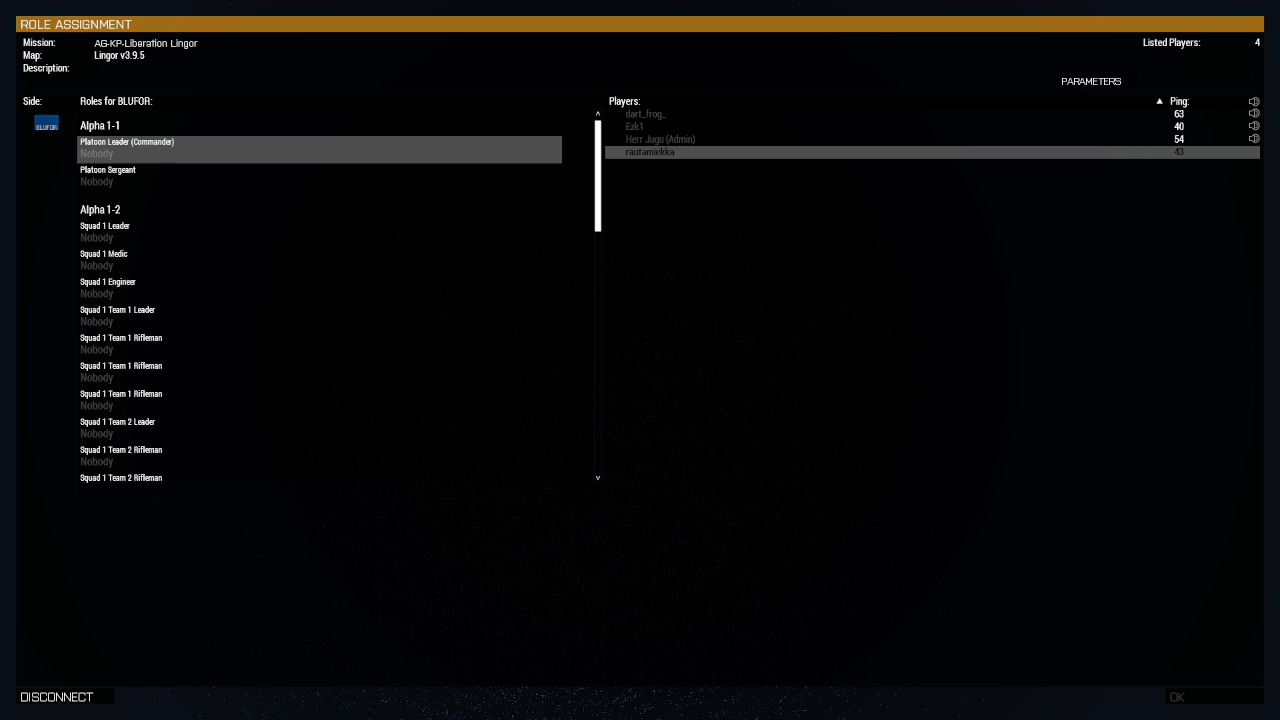 ROLE ASSIGNMENT
Mission: AG-KP-Liberation Lingor
Listed Players: 4
Map: Lingor v3.9.5
Description:
PARAMETERS
Side:
BLUFOR
Roles for BLUFOR:
Alpha 1-1
Platoon Leader (Commander)
Nobody
Platoon Sergeant
Nobody
Alpha 1-2
Squad 1 Leader
Nobody
Squad 1 Medic
Nobody
Squad 1 Engineer
Nobody
Squad 1 Team 1 Leader
Nobody
Squad 1 Team 1 Rifleman
Nobody
Squad 1 Team 1 Rifleman
Nobody
Squad 1 Team 1 Rifleman
Nobody
Squad 1 Team 2 Leader
Nobody
Squad 1 Team 2 Rifleman
Nobody
Squad 1 Team 2 Rifleman
Players: Ping:
dart_frog_ 63
Ezk1 40
Herr Jugu (Admin) 54
rautamiekka 43
DISCONNECT
OK